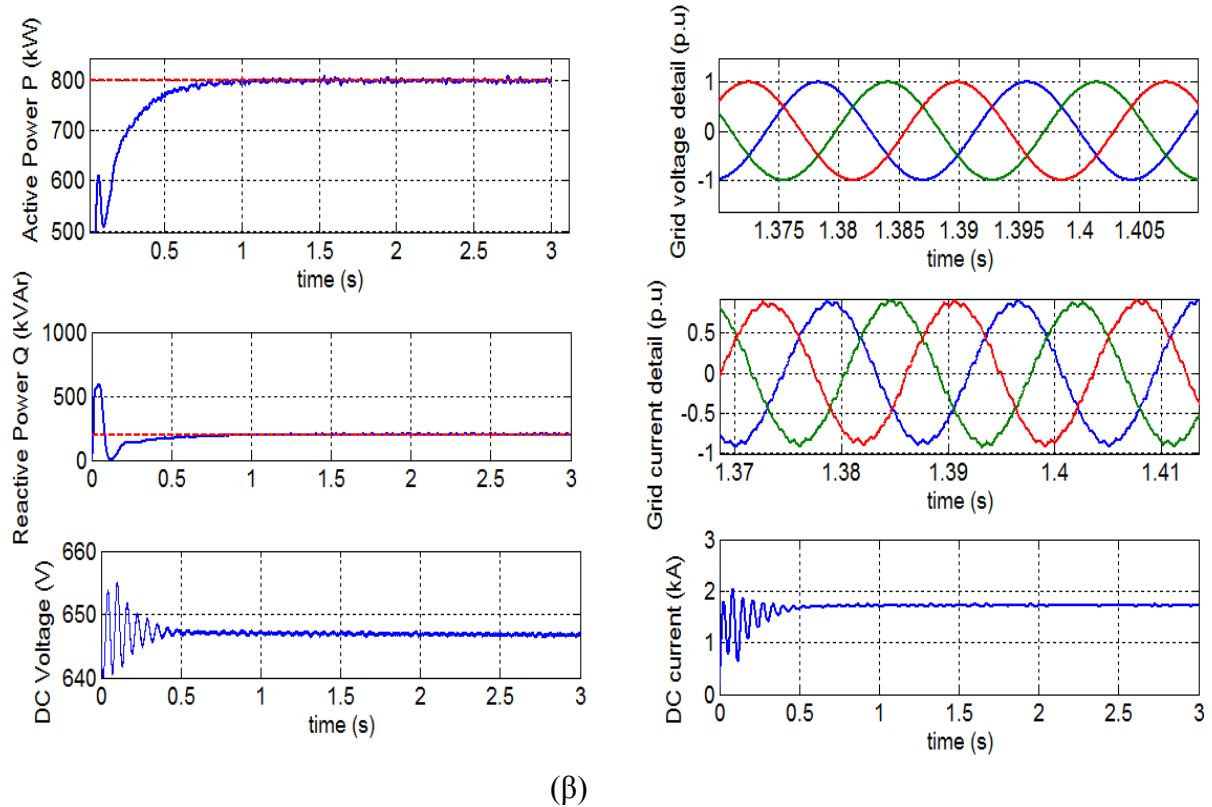 Active Power P (kW)
800
700
600
500
0.5 1 1.5 2 2.5 3
time (s)
Grid voltage detail (p.u)
1
0
-1
1.375 1.38 1.385 1.39 1.395 1.4 1.405
time (s)
Reactive Power Q (kVAr)
1000
500
0
0 0.5 1 1.5 2 2.5 3
time (s)
Grid current detail (p.u)
0.5
0
-0.5
-1
1.37 1.38 1.39 1.4 1.41
time (s)
DC Voltage (V)
660
650
640
0 0.5 1 1.5 2 2.5 3
time (s)
DC current (kA)
3
2
1
0
0 0.5 1 1.5 2 2.5 3
time (s)
(β)